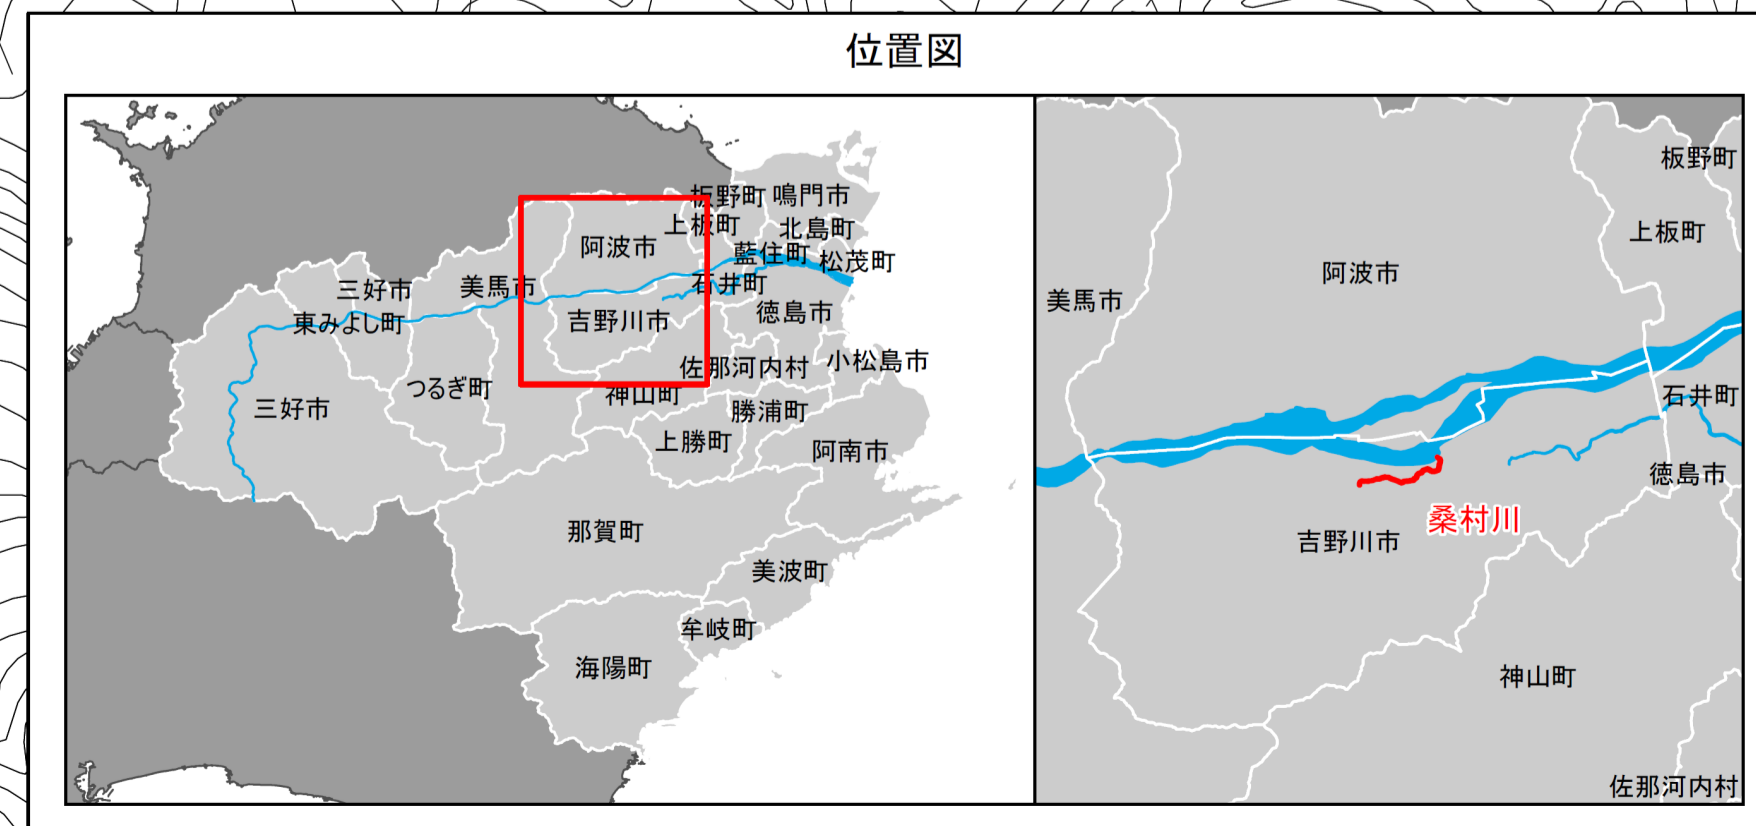 位置図
板野町
鳴門市
上板町
北島町
阿波市
藍住町
松茂町
三好市
美馬市
石井町
東みよし町
吉野川市
徳島市
佐那河内村
小松島市
つるぎ町
神山町
三好市
勝浦町
上勝町
阿南市
那賀町
美波町
牟岐町
海陽町
板野町
上板町
阿波市
美馬市
石井町
徳島市
桑村川
吉野川市
神山町
佐那河内村